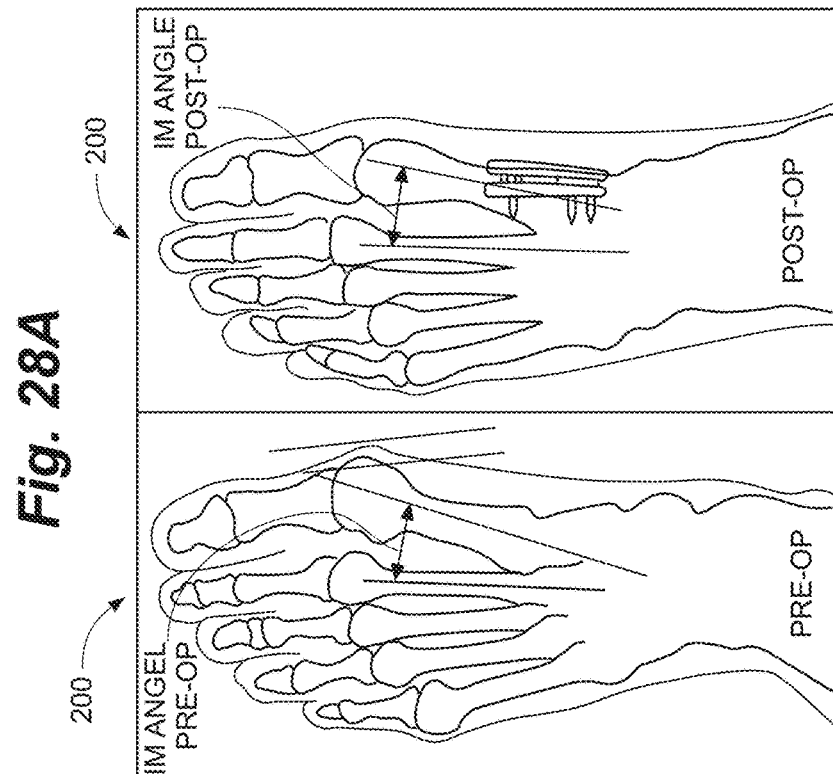 Fig. 28A
200
200
IM ANGEL
PRE-OP
IM ANGLE
POST-OP
PRE-OP
POST-OP